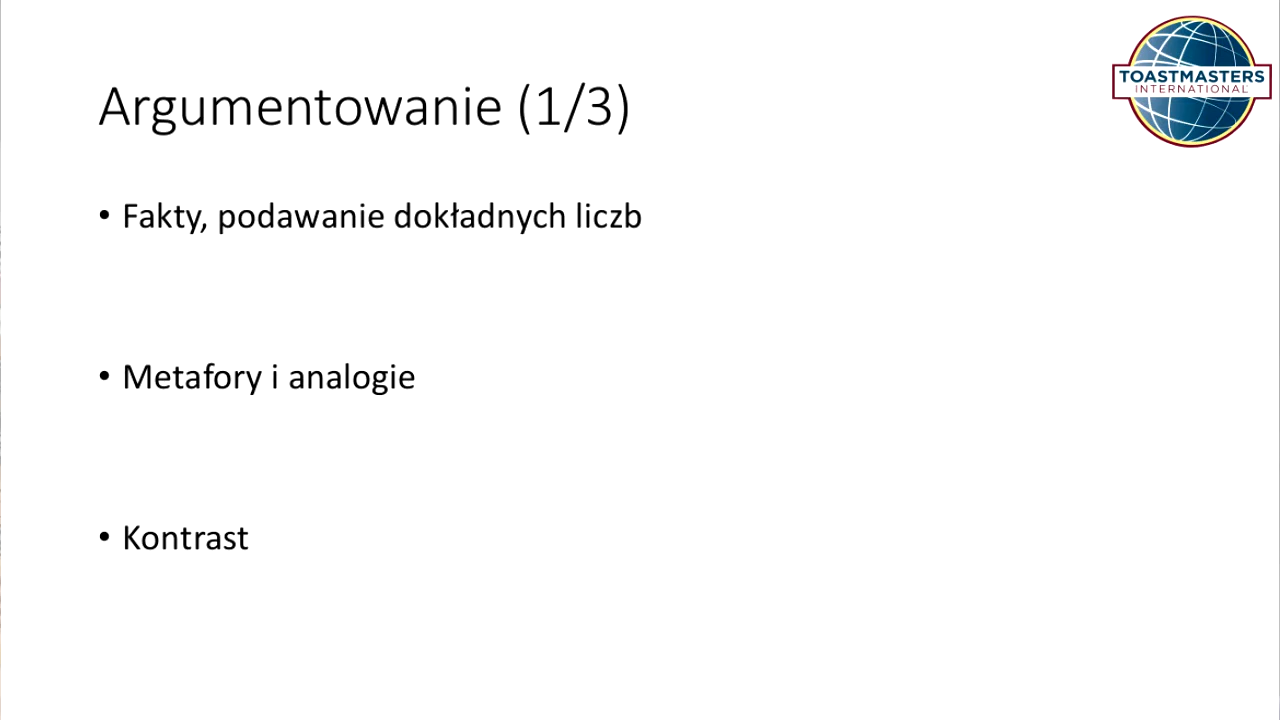 Argumentowanie (1/3)
TOASTMASTERS
INTERNATIONAL
• Fakty, podawanie dokładnych liczb
• Metafory i analogie
• Kontrast